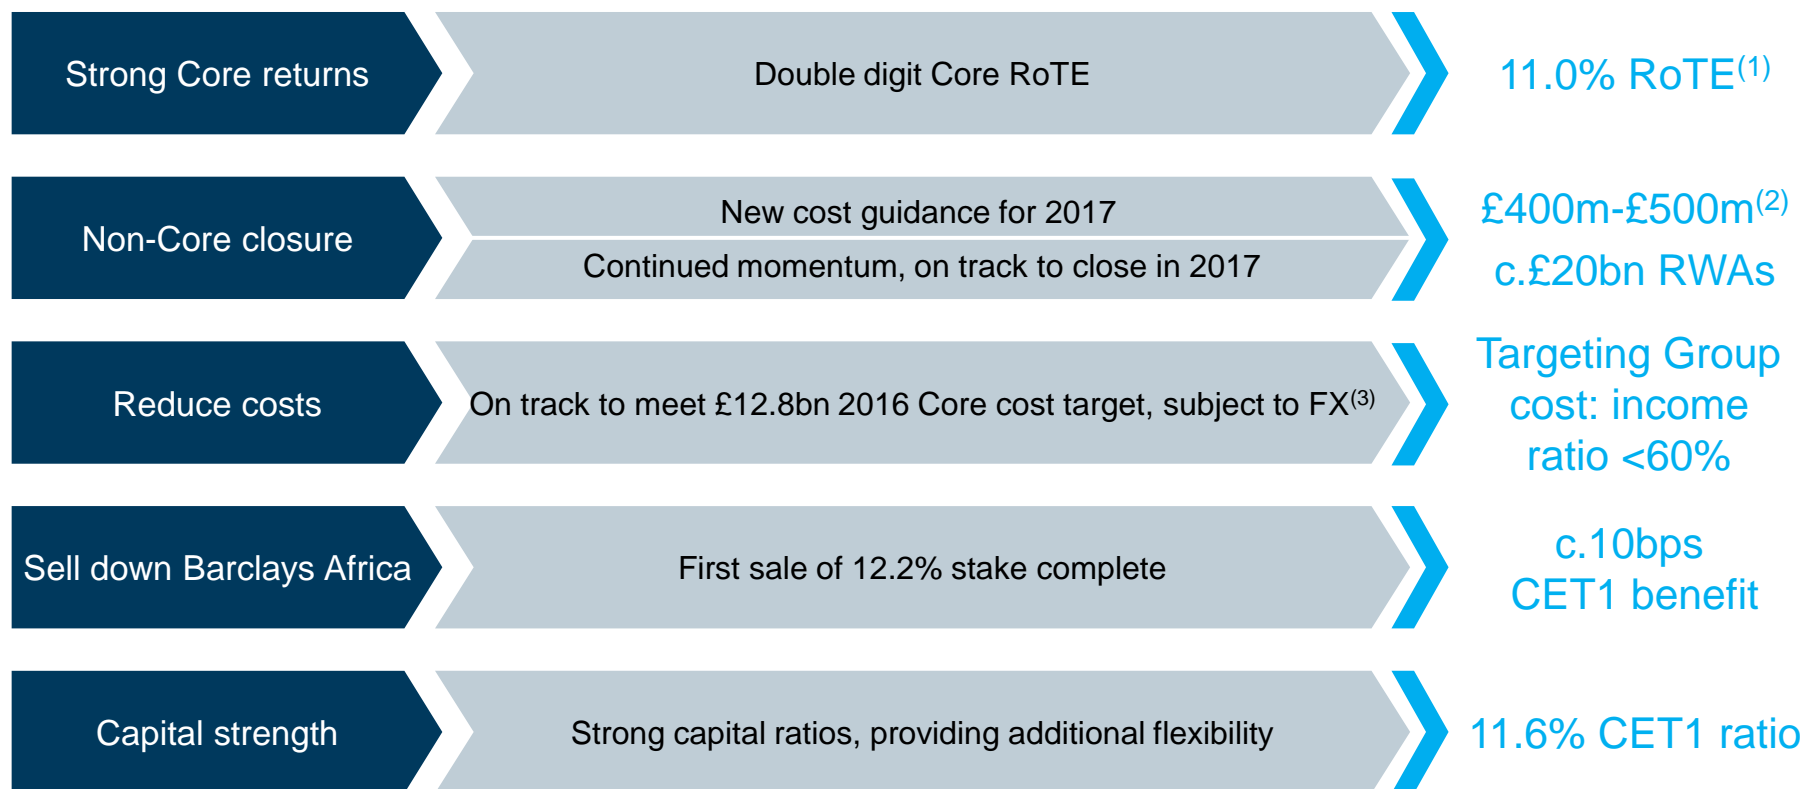 Strong Core returns
Double digit Core RoTE
11.0% RoTE(1)
Non-Core closure
New cost guidance for 2017
£400m-£500m(2)
Continued momentum, on track to close in 2017
c.£20bn RWAs
Reduce costs
On track to meet £12.8bn 2016 Core cost target, subject to FX(3)
Targeting Group
cost: income
ratio <60%
Sell down Barclays Africa
First sale of 12.2% stake complete
c.10bps
CET1 benefit
Capital strength
Strong capital ratios, providing additional flexibility
11.6% CET1 ratio